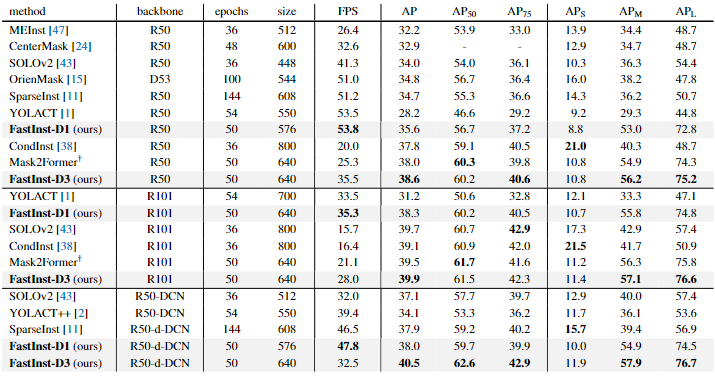 method backbone epochs size FPS AP AP50 AP75 APS APM APL
MEInst [47] R50 36 512 26.4 32.2 53.9 33.0 13.9 34.4 48.7
CenterMask [24] R50 48 600 32.6 32.9 - - 12.9 34.7 48.7
SOLOv2 [43] R50 36 448 41.3 34.0 54.0 36.1 10.3 36.3 54.4
OrienMask [15] D53 100 544 51.0 34.8 56.7 36.4 16.0 38.2 47.8
SparseInst [11] R50 144 608 51.2 34.7 55.3 36.6 14.3 36.2 50.7
YOLACT [1] R50 54 550 53.5 28.2 46.6 29.2 9.2 29.3 44.8
FastInst-D1 (ours) R50 50 576 53.8 35.6 56.7 37.2 8.8 53.0 72.8
CondInst [38] R50 36 800 20.0 37.8 59.1 40.5 21.0 40.3 48.7
Mask2Former† R50 50 640 25.3 38.0 60.3 39.8 10.8 54.9 74.3
FastInst-D3 (ours) R50 50 640 35.5 38.6 60.2 40.6 10.8 56.2 75.2
YOLACT [1] R101 54 700 33.5 31.2 50.6 32.8 12.1 33.3 47.1
FastInst-D1 (ours) R101 50 640 35.3 38.3 60.2 40.5 10.7 55.8 74.8
SOLOv2 [43] R101 36 800 15.7 39.7 60.7 42.9 17.3 42.9 57.4
CondInst [38] R101 36 800 16.4 39.1 60.9 42.0 21.5 41.7 50.9
Mask2Former† R101 50 640 21.1 39.5 61.7 41.6 11.2 56.3 75.8
FastInst-D3 (ours) R101 50 640 28.0 39.9 61.5 42.3 11.4 57.1 76.6
SOLOv2 [43] R50-DCN 36 512 32.0 37.1 57.7 39.7 12.9 40.0 57.4
YOLACT++ [2] R50-DCN 54 550 39.4 34.1 53.3 36.2 11.7 36.1 53.6
SparseInst [11] R50-d-DCN 144 608 46.5 37.9 59.2 40.2 15.7 39.4 56.9
FastInst-D1 (ours) R50-d-DCN 50 576 47.8 38.0 59.7 39.9 10.0 54.9 74.5
FastInst-D3 (ours) R50-d-DCN 50 640 32.5 40.5 62.6 42.9 11.9 57.9 76.7